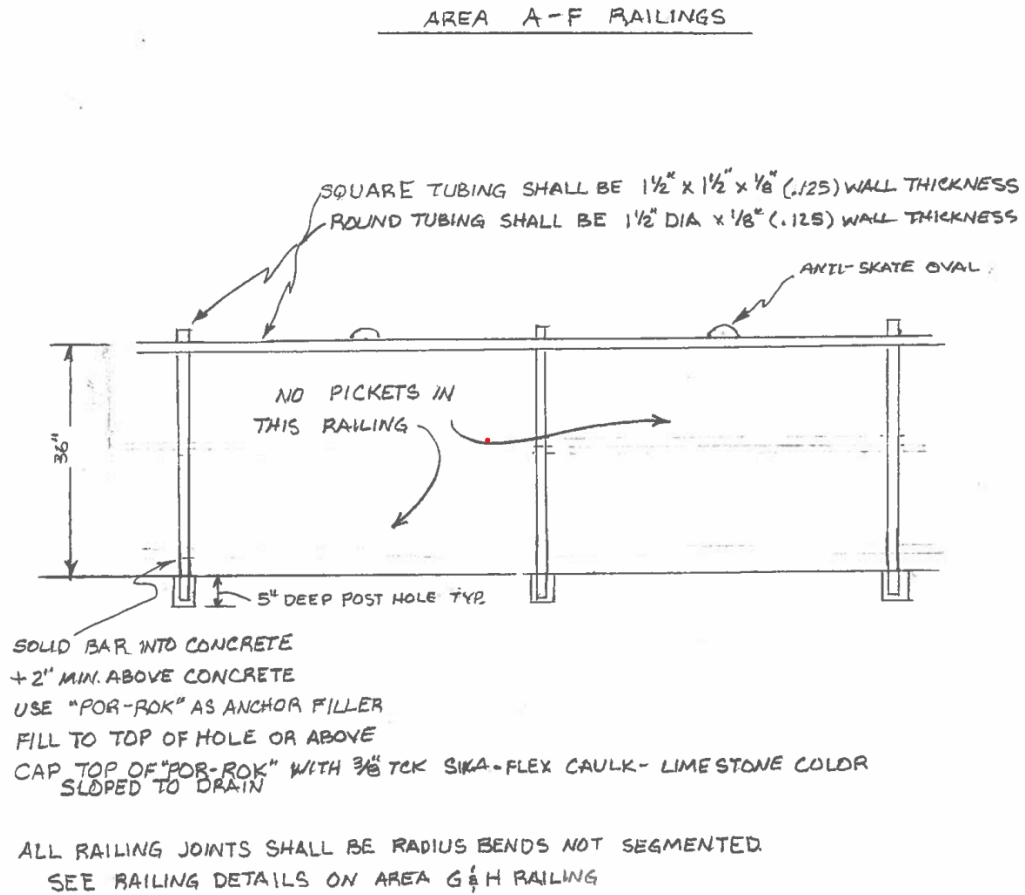 AREA A-F RAILINGS
SQUARE TUBING SHALL BE 1½" x 1½" x ⅛" (.125) WALL THICKNESS
ROUND TUBING SHALL BE 1½" DIA x ⅛" (.125) WALL THICKNESS
ANTI-SKATE OVAL
NO PICKETS IN
THIS RAILING
36"
5" DEEP POST HOLE TYP.
SOLID BAR INTO CONCRETE
+2" MIN. ABOVE CONCRETE
USE "POR-ROK" AS ANCHOR FILLER
FILL TO TOP OF HOLE OR ABOVE
CAP TOP OF "POR-ROK" WITH ⅜" TCK SIKA-FLEX CAULK - LIMESTONE COLOR
SLOPED TO DRAIN
ALL RAILING JOINTS SHALL BE RADIUS BENDS NOT SEGMENTED.
SEE RAILING DETAILS ON AREA G & H RAILING